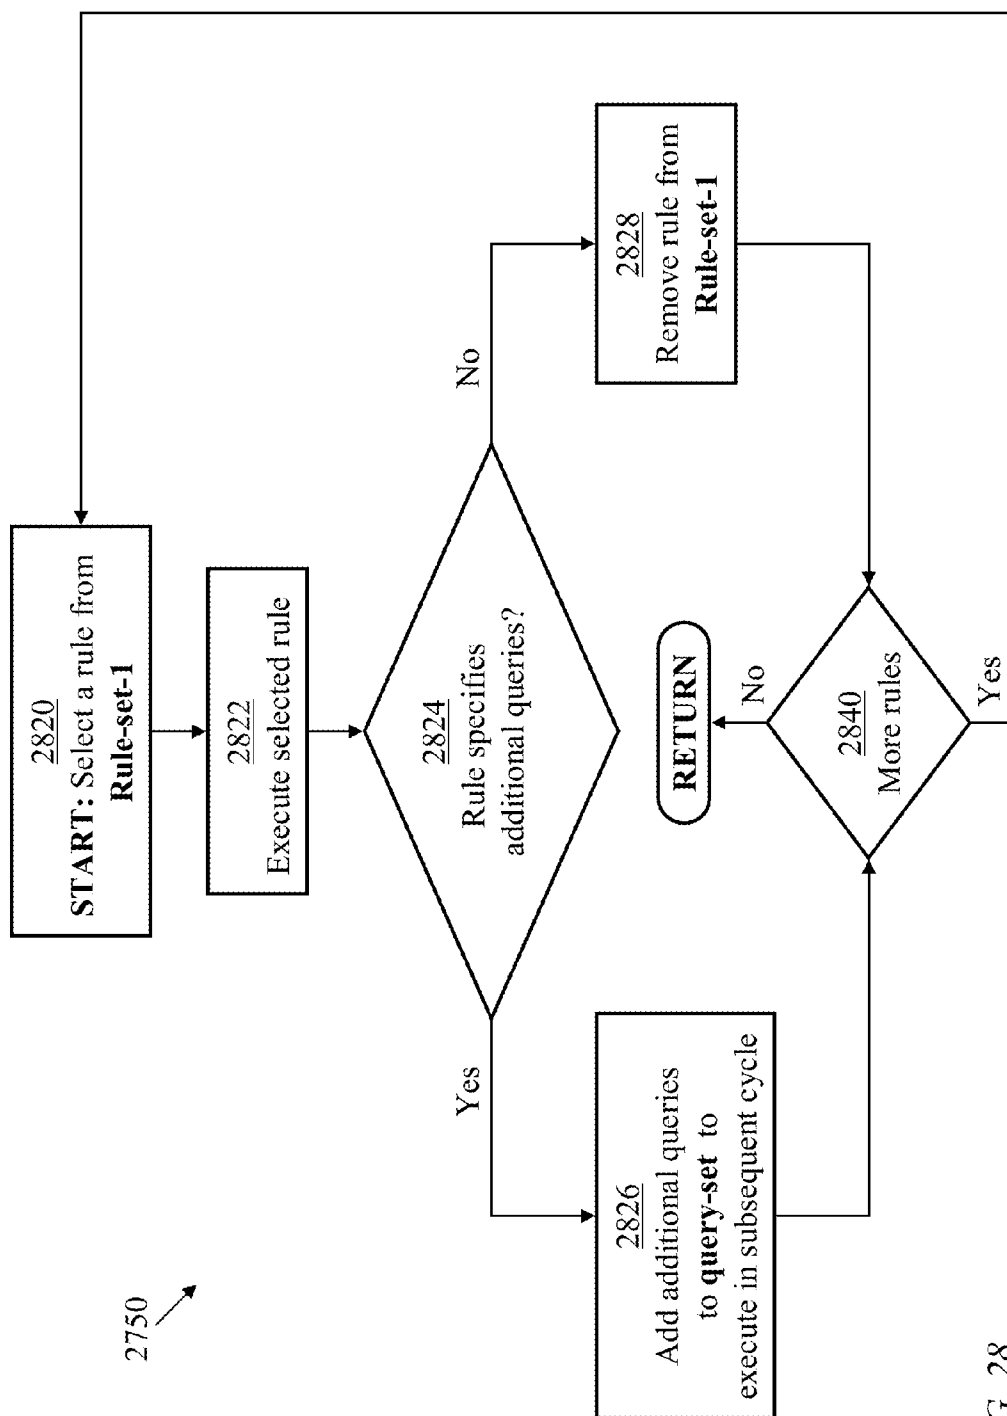 2750
2820
START: Select a rule from
Rule-set-1
2822
Execute selected rule
2824
Rule specifies
additional queries?
Yes
No
2826
Add additional queries
to query-set to
execute in subsequent cycle
2828
Remove rule from
Rule-set-1
RETURN
No
2840
More rules
Yes
G. 28